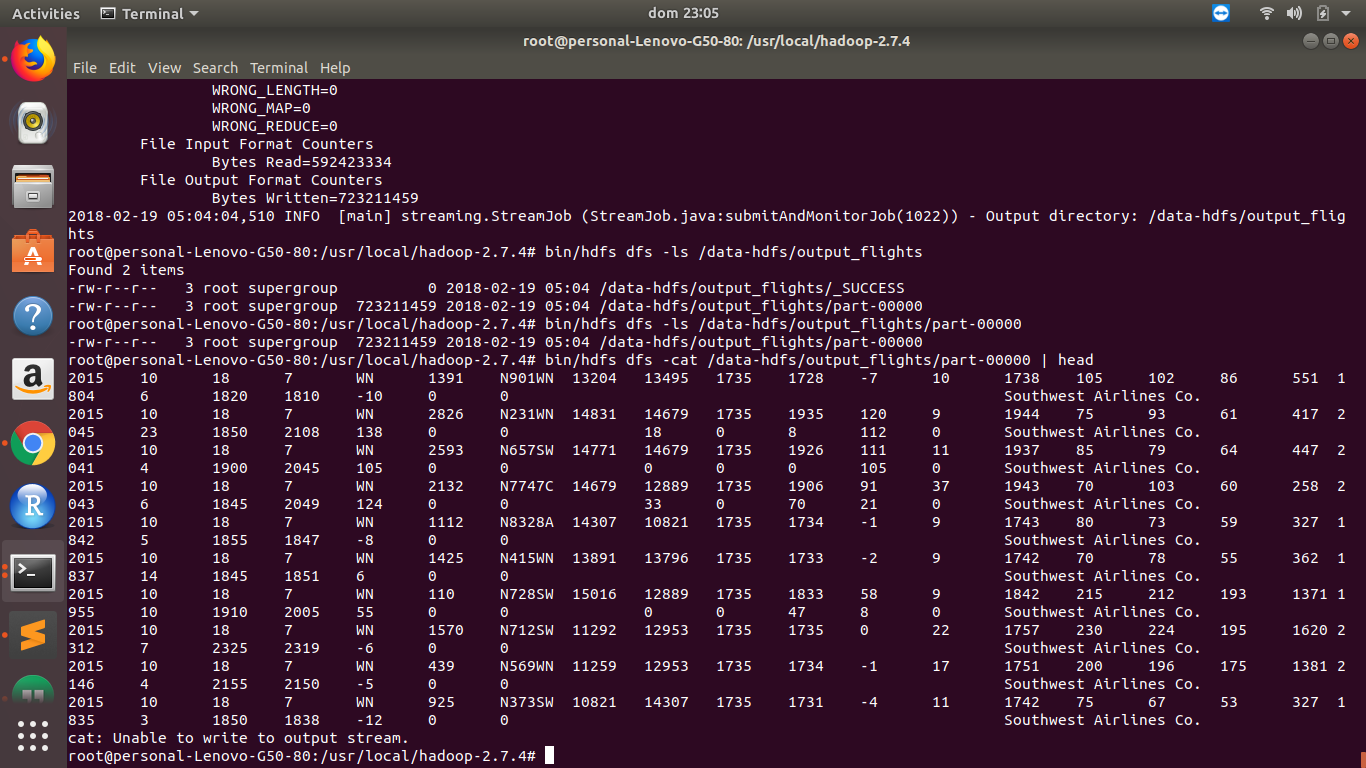 Activities Terminal dom 23:05
root@personal-Lenovo-G50-80: /usr/local/hadoop-2.7.4
File Edit View Search Terminal Help
WRONG_LENGTH=0
WRONG_MAP=0
WRONG_REDUCE=0
File Input Format Counters
Bytes Read=592423334
File Output Format Counters
Bytes Written=723211459
2018-02-19 05:04:04,510 INFO [main] streaming.StreamJob (StreamJob.java:submitAndMonitorJob(1022)) - Output directory: /data-hdfs/output_flig
hts
root@personal-Lenovo-G50-80:/usr/local/hadoop-2.7.4# bin/hdfs dfs -ls /data-hdfs/output_flights
Found 2 items
-rw-r--r-- 3 root supergroup 0 2018-02-19 05:04 /data-hdfs/output_flights/_SUCCESS
-rw-r--r-- 3 root supergroup 723211459 2018-02-19 05:04 /data-hdfs/output_flights/part-00000
root@personal-Lenovo-G50-80:/usr/local/hadoop-2.7.4# bin/hdfs dfs -ls /data-hdfs/output_flights/part-00000
-rw-r--r-- 3 root supergroup 723211459 2018-02-19 05:04 /data-hdfs/output_flights/part-00000
root@personal-Lenovo-G50-80:/usr/local/hadoop-2.7.4# bin/hdfs dfs -cat /data-hdfs/output_flights/part-00000 | head
2015 10 18 7 WN 1391 N901WN 13204 13495 1735 1728 -7 10 1738 105 102 86 551 1
804 6 1820 1810 -10 0 0 Southwest Airlines Co.
2015 10 18 7 WN 2826 N231WN 14831 14679 1735 1935 120 9 1944 75 93 61 417 2
045 23 1850 2108 138 0 0 18 0 8 112 0 Southwest Airlines Co.
2015 10 18 7 WN 2593 N657SW 14771 14679 1735 1926 111 11 1937 85 79 64 447 2
041 4 1900 2045 105 0 0 0 0 0 105 0 Southwest Airlines Co.
2015 10 18 7 WN 2132 N7747C 14679 12889 1735 1906 91 37 1943 70 103 60 258 2
043 6 1845 2049 124 0 0 33 0 70 21 0 Southwest Airlines Co.
2015 10 18 7 WN 1112 N8328A 14307 10821 1735 1734 -1 9 1743 80 73 59 327 1
842 5 1855 1847 -8 0 0 Southwest Airlines Co.
2015 10 18 7 WN 1425 N415WN 13891 13796 1735 1733 -2 9 1742 70 78 55 362 1
837 14 1845 1851 6 0 0 Southwest Airlines Co.
2015 10 18 7 WN 110 N728SW 15016 12889 1735 1833 58 9 1842 215 212 193 1371 1
955 10 1910 2005 55 0 0 0 0 47 8 0 Southwest Airlines Co.
2015 10 18 7 WN 1570 N712SW 11292 12953 1735 1735 0 22 1757 230 224 195 1620 2
312 7 2325 2319 -6 0 0 Southwest Airlines Co.
2015 10 18 7 WN 439 N569WN 11259 12953 1735 1734 -1 17 1751 200 196 175 1381 2
146 4 2155 2150 -5 0 0 Southwest Airlines Co.
2015 10 18 7 WN 925 N373SW 10821 14307 1735 1731 -4 11 1742 75 67 53 327 1
835 3 1850 1838 -12 0 0 Southwest Airlines Co.
cat: Unable to write to output stream.
root@personal-Lenovo-G50-80:/usr/local/hadoop-2.7.4#